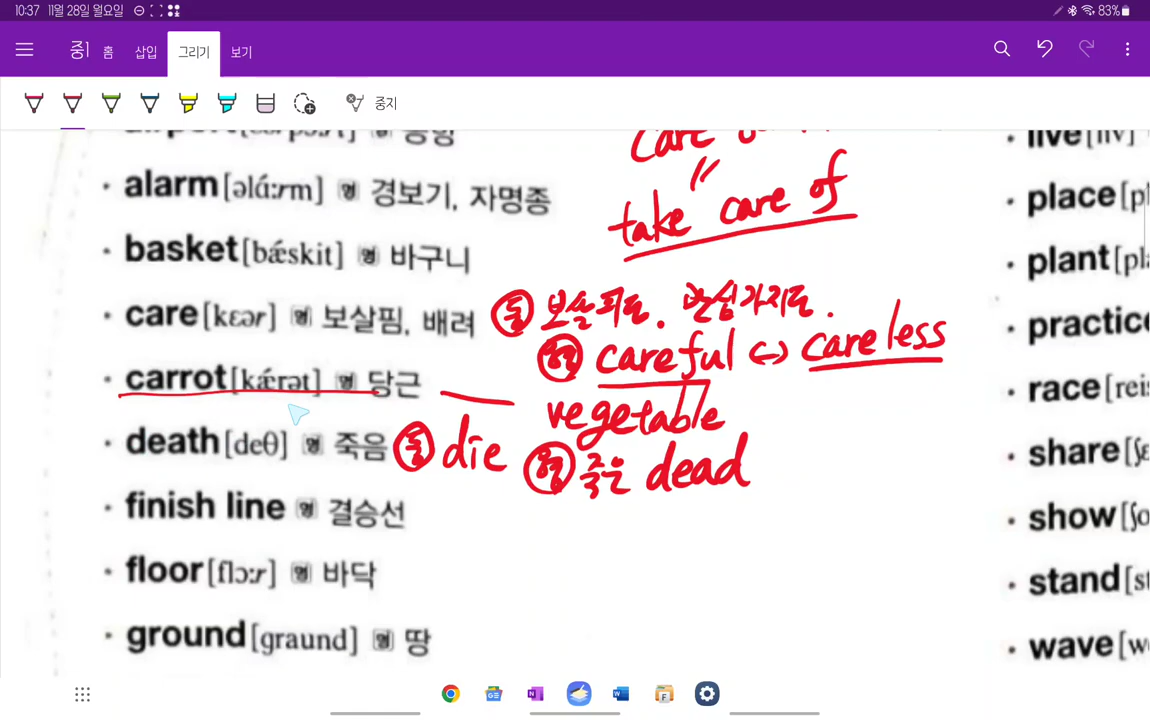 10:37 11월 28일 월요일
83%
중1 홈 삽입 그리기 보기
중지
live[liv]
take care of
• alarm[əlάːrm] 명 경보기, 자명종
• place
• basket[bǽskit] 명 바구니
• plant
• care[kɛər] 명 보살핌, 배려
동 보살피다. 관심가지다.
형 careful ↔ careless
• practice
• carrot[kǽrət] 명 당근
vegetable
• race[reis
• death[deθ] 명 죽음
동 die 형 죽은 dead
• share
• finish line 명 결승선
• show
• floor[flɔːr] 명 바닥
• stand
• ground[graund] 명 땅
• wave